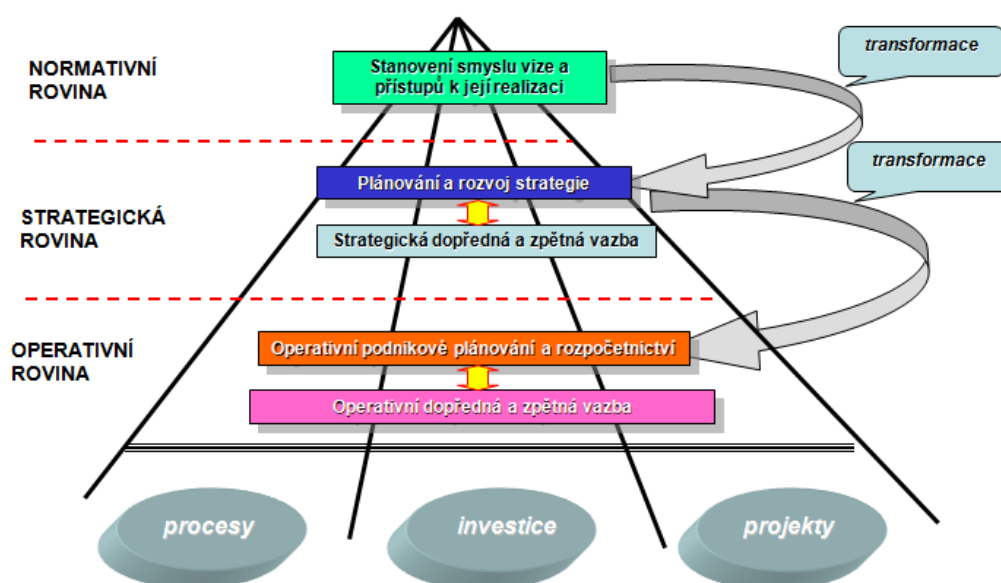 NORMATIVNÍ
ROVINA
Stanovení smyslu vize a
přístupů k její realizaci
transformace
STRATEGICKÁ
ROVINA
Plánování a rozvoj strategie
transformace
Strategická dopředná a zpětná vazba
OPERATIVNÍ
ROVINA
Operativní podnikové plánování a rozpočetnictví
Operativní dopředná a zpětná vazba
procesy
investice
projekty